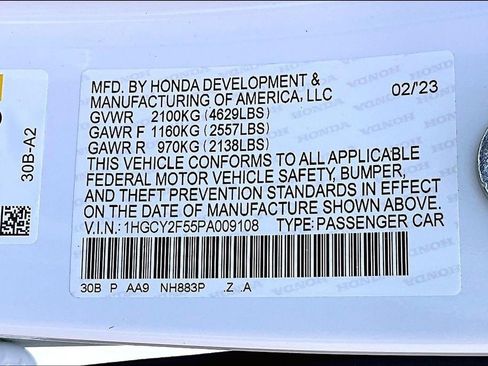 MFD. BY HONDA DEVELOPMENT &
MANUFACTURING OF AMERICA, LLC 02/'23
GVWR 2100KG (4629LBS)
GAWR F 1160KG (2557LBS)
GAWR R 970KG (2138LBS)
THIS VEHICLE CONFORMS TO ALL APPLICABLE
FEDERAL MOTOR VEHICLE SAFETY, BUMPER,
AND THEFT PREVENTION STANDARDS IN EFFECT
ON THE DATE OF MANUFACTURE SHOWN ABOVE.
V.I.N.: 1HGCY2F55PA009108 TYPE: PASSENGER CAR
30B P AA9 NH883P .Z .A
30B-A2